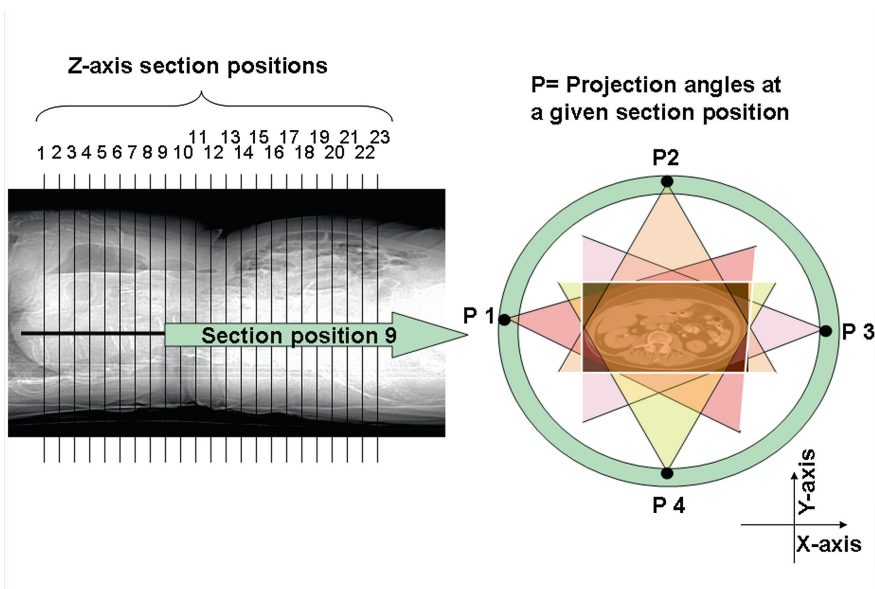 Z-axis section positions
P= Projection angles at
a given section position
11 13 15 17 19 21 23
1 2 3 4 5 6 7 8 9 10 12 14 16 18 20 22
P2
P 1
Section position 9
P 3
P 4
Y-axis
X-axis